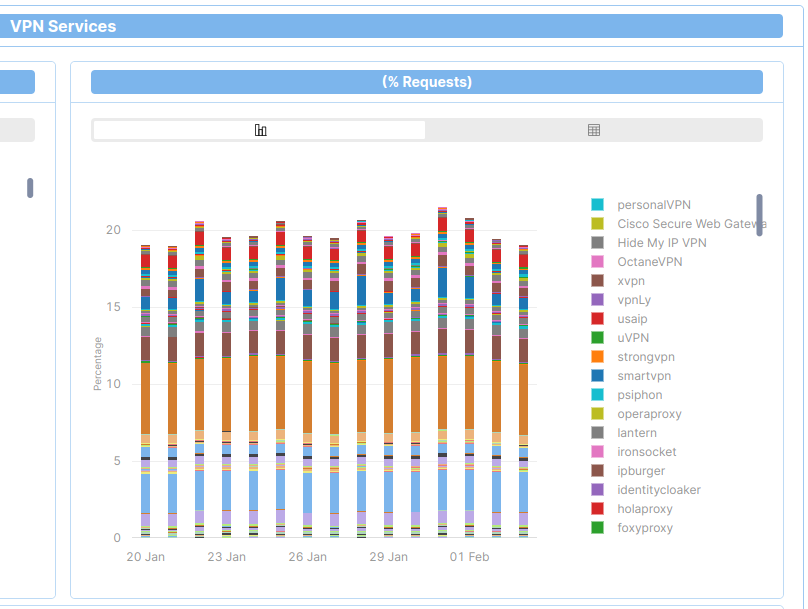 VPN Services
(% Requests)
Percentage
20
15
10
5
0
20 Jan
23 Jan
26 Jan
29 Jan
01 Feb
personalVPN
Cisco Secure Web Gatewa
Hide My IP VPN
OctaneVPN
xvpn
vpnLy
usaip
uVPN
strongvpn
smartvpn
psiphon
operaproxy
lantern
ironsocket
ipburger
identitycloaker
holaproxy
foxyproxy